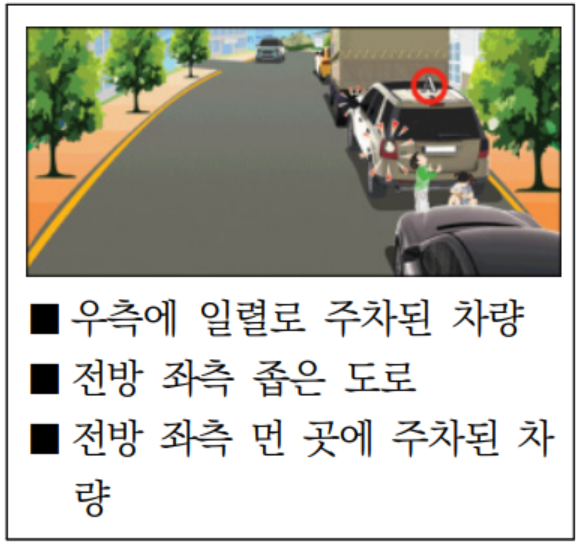 ■ 우측에 일렬로 주차된 차량
■ 전방 좌측 좁은 도로
■ 전방 좌측 먼 곳에 주차된 차
량